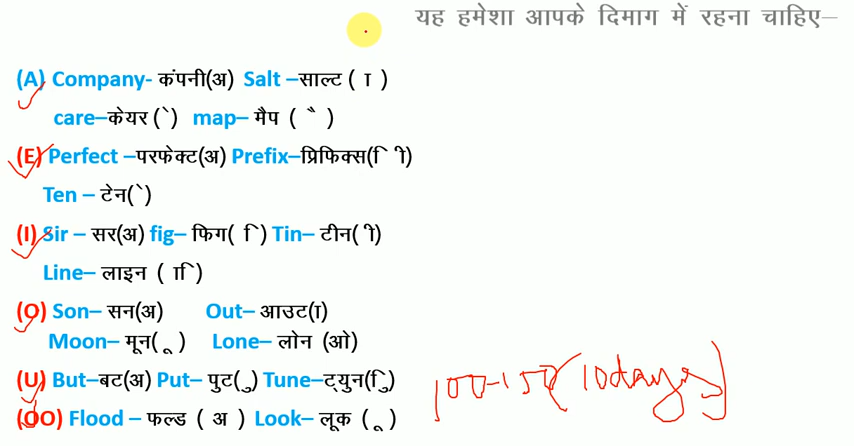 यह हमेशा आपके दिमाग में रहना चाहिए–
(A) Company- कंपनी(अ) Salt –साल्ट ( ा )
care–केयर (े) map– मैप ( ै )
(E) Perfect –परफेक्ट(अ) Prefix–प्रिफिक्स(ि ी)
Ten – टेन(े)
(I) Sir – सर(अ) fig– फिग( ि ) Tin– टीन( ी)
Line– लाइन ( ाि)
(O) Son– सन(अ) Out– आउट(ा)
Moon– मून( ू ) Lone– लोन (ओ)
(U) But–बट(अ) Put– पुट( ु) Tune–ट्युन( िु)
(OO) Flood – फल्ड ( अ ) Look– लूक ( ू )
100-150(10days)